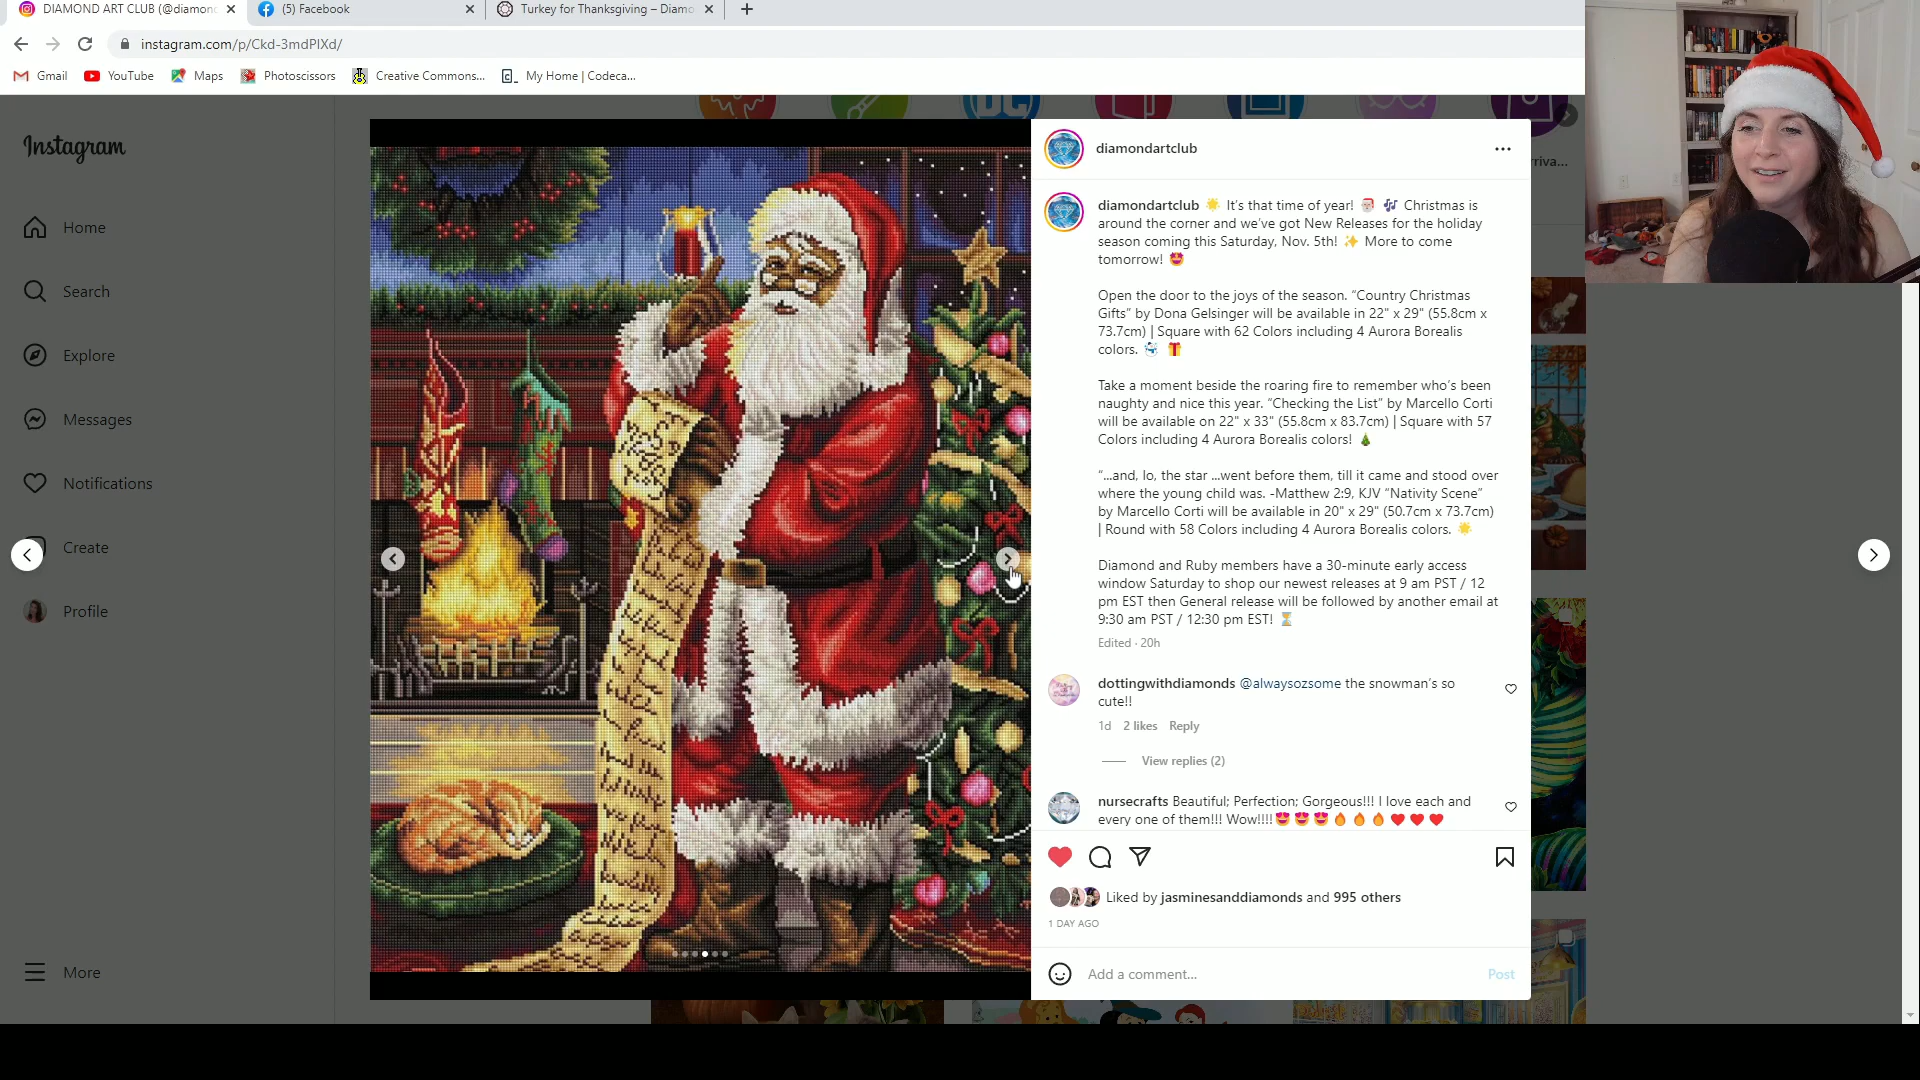 DIAMOND ART CLUB (@diamon
(5) Facebook
Turkey for Thanksgiving – Diamo
instagram.com/p/Ckd-3mdPIXd/
Gmail
YouTube
Maps
Photoscissors
Creative Commons...
My Home | Codeca...
Instagram
Home
Search
Explore
Messages
Notifications
Create
Profile
More
rriva...
diamondartclub
diamondartclub 🌟 It's that time of year! 🎅 🎶 Christmas is
around the corner and we've got New Releases for the holiday
season coming this Saturday, Nov. 5th! ✨ More to come
tomorrow! 🤩
Open the door to the joys of the season. "Country Christmas
Gifts" by Dona Gelsinger will be available in 22" x 29" (55.8cm x
73.7cm) | Square with 62 Colors including 4 Aurora Borealis
colors. ☃️ 🎁
Take a moment beside the roaring fire to remember who's been
naughty and nice this year. "Checking the List" by Marcello Corti
will be available on 22" x 33" (55.8cm x 83.7cm) | Square with 57
Colors including 4 Aurora Borealis colors! 🎄
"...and, lo, the star ...went before them, till it came and stood over
where the young child was. -Matthew 2:9, KJV "Nativity Scene"
by Marcello Corti will be available in 20" x 29" (50.7cm x 73.7cm)
| Round with 58 Colors including 4 Aurora Borealis colors. 🌟
Diamond and Ruby members have a 30-minute early access
window Saturday to shop our newest releases at 9 am PST / 12
pm EST then General release will be followed by another email at
9:30 am PST / 12:30 pm EST! ⏳
Edited · 20h
dottingwithdiamonds @alwaysozsome the snowman's so
cute!!
1d 2 likes Reply
View replies (2)
nursecrafts Beautiful; Perfection; Gorgeous!!! I love each and
every one of them!!! Wow!!!!🤩🤩🤩🔥🔥🔥❤️❤️❤️
Liked by jasminesanddiamonds and 995 others
1 DAY AGO
Add a comment...
Post